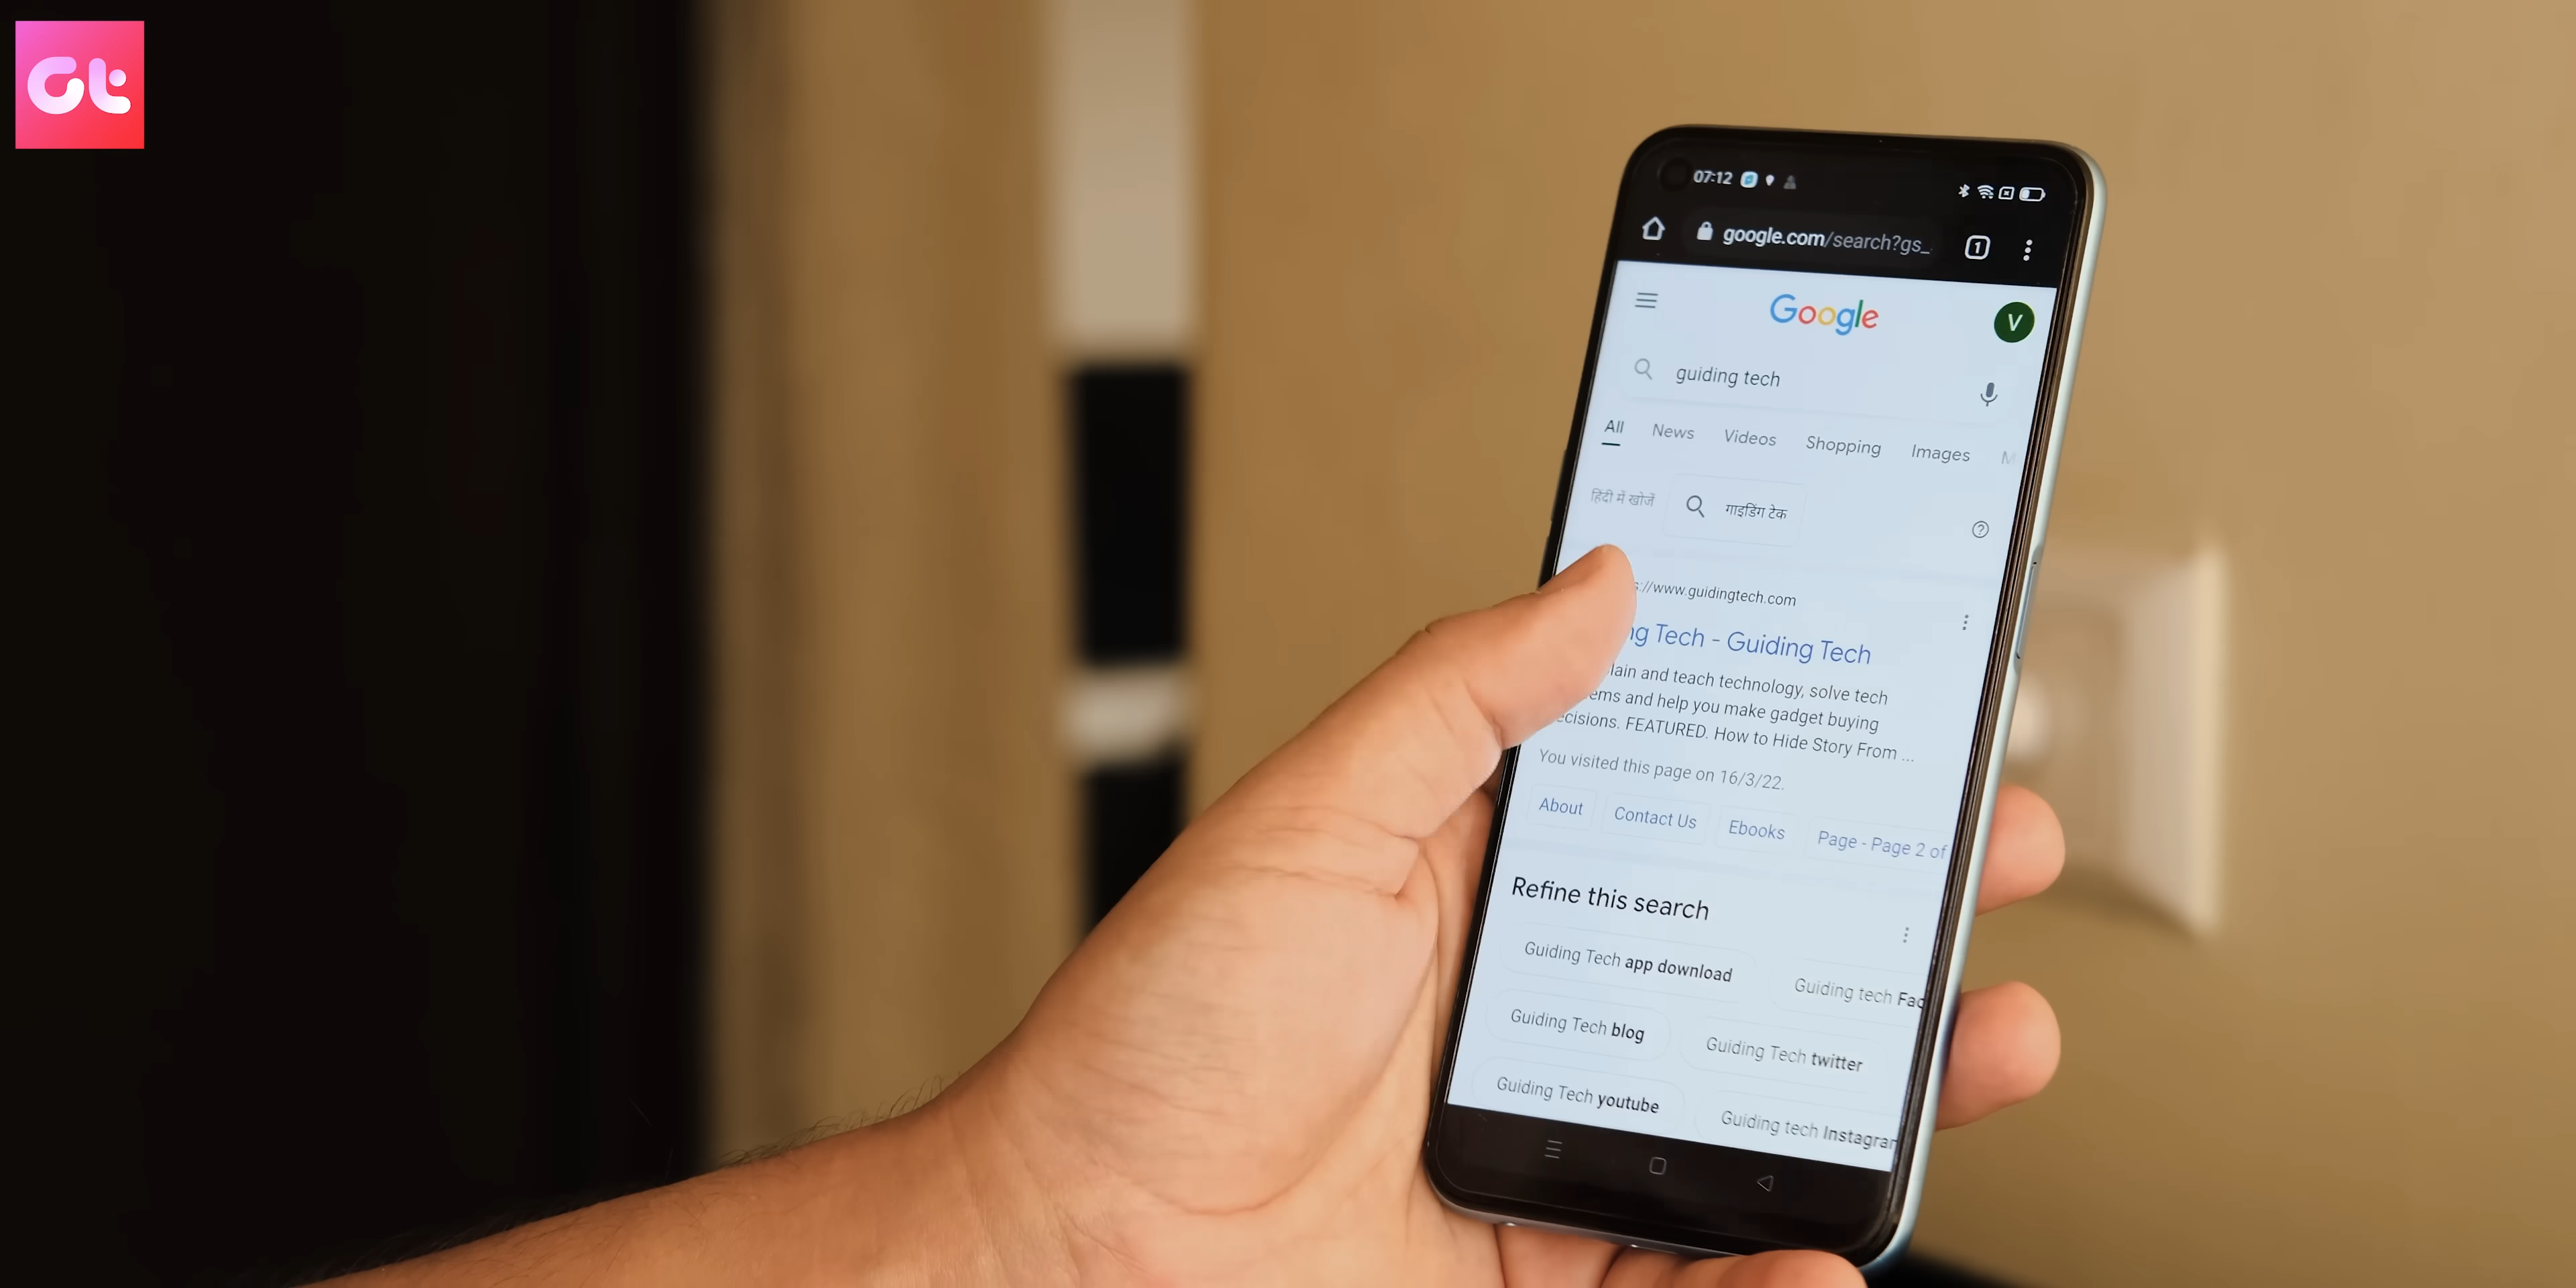 Gt
07:12
google.com/search?gs_
1
Google
V
guiding tech
All News Videos Shopping Images M
हिंदी में खोजें गाइडिंग टेक
s://www.guidingtech.com
ng Tech - Guiding Tech
lain and teach technology, solve tech
ems and help you make gadget buying
ecisions. FEATURED. How to Hide Story From ...
You visited this page on 16/3/22.
About Contact Us Ebooks Page - Page 2 of
Refine this search
Guiding Tech app download Guiding tech Fac
Guiding Tech blog Guiding Tech twitter
Guiding Tech youtube Guiding tech Instagram